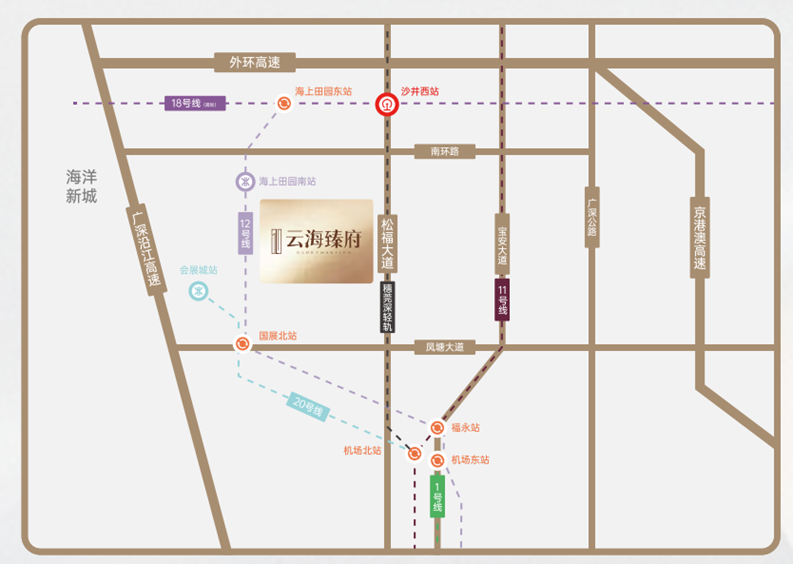 外环高速
海上田园东站
沙井西站
18号线
南环路
海洋
新城
海上田园南站
广深公路
京港澳高速
广深沿江高速
12号线
云海臻府
松福大道
宝安大道
会展城站
穗莞深轻轨
11号线
国展北站
凤塘大道
20号线
福永站
机场北站
机场东站
1号线